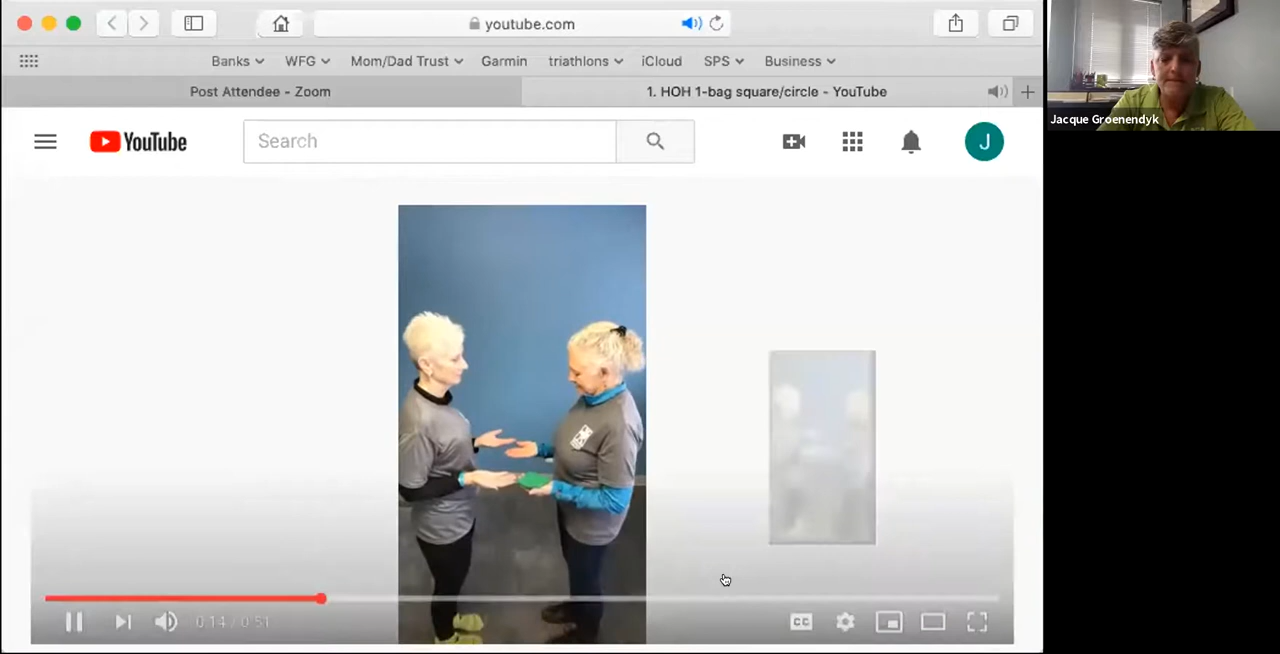 youtube.com
Banks
WFG
Mom/Dad Trust
Garmin
triathlons
iCloud
SPS
Business
Post Attendee - Zoom
1. HOH 1-bag square/circle - YouTube
YouTube
Search
J
Jacque Groenendyk
0:14 / 0:51
CC